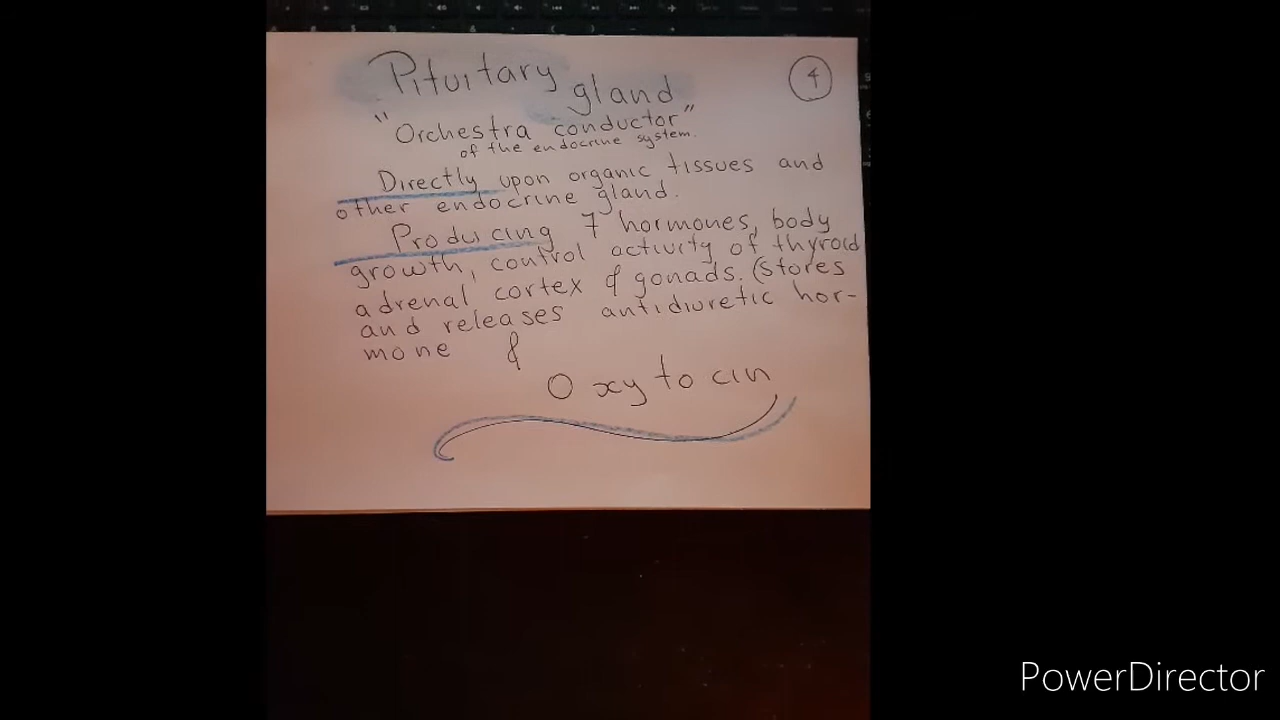 Pituitary gland
4
"Orchestra conductor"
of the endocrine system.
Directly upon organic tissues and
other endocrine gland.
Producing 7 hormones, body
growth, control activity of thyroid
adrenal cortex & gonads. (Stores
and releases antidiuretic hor-
mone &
Oxytocin
PowerDirector